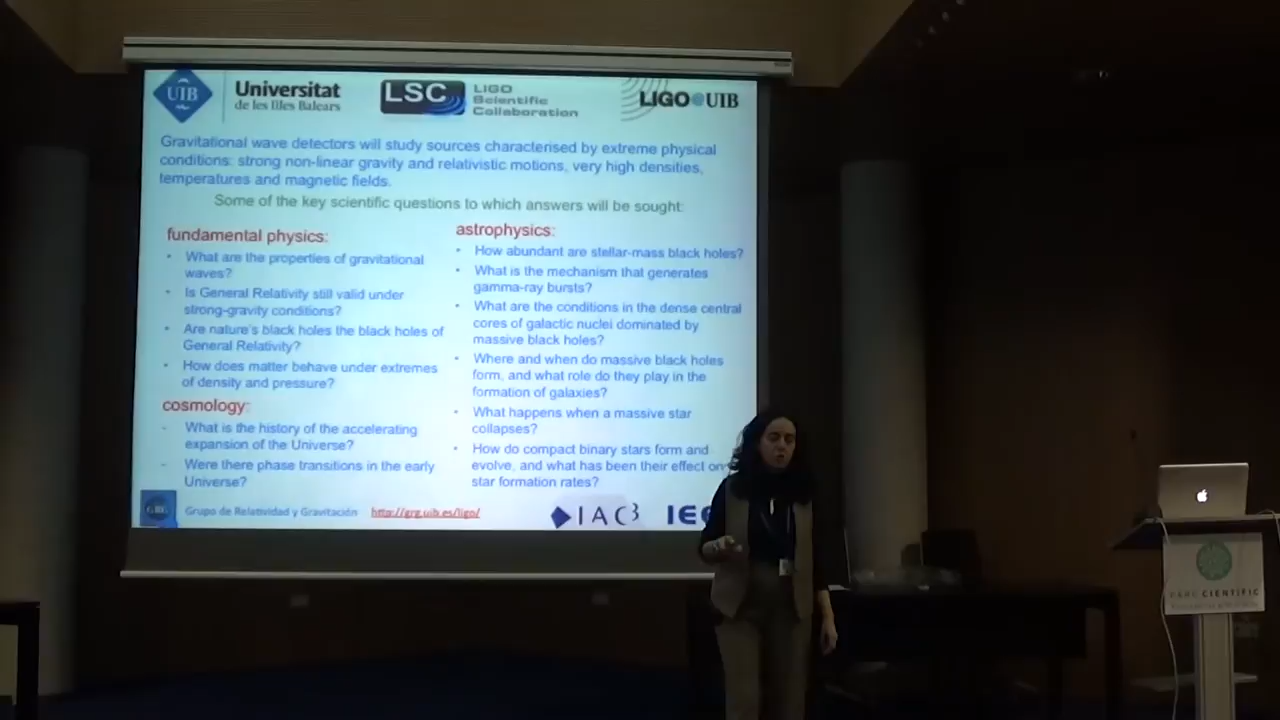 UIB
Universitat
de les Illes Balears
LSC
LIGO
Scientific
Collaboration
LIGO@UIB
Gravitational wave detectors will study sources characterised by extreme physical
conditions: strong non-linear gravity and relativistic motions, very high densities,
temperatures and magnetic fields.
Some of the key scientific questions to which answers will be sought:
fundamental physics:
• What are the properties of gravitational
waves?
• Is General Relativity still valid under
strong-gravity conditions?
• Are nature's black holes the black holes of
General Relativity?
• How does matter behave under extremes
of density and pressure?
cosmology:
- What is the history of the accelerating
expansion of the Universe?
- Were there phase transitions in the early
Universe?
astrophysics:
• How abundant are stellar-mass black holes?
• What is the mechanism that generates
gamma-ray bursts?
• What are the conditions in the dense central
cores of galactic nuclei dominated by
massive black holes?
• Where and when do massive black holes
form, and what role do they play in the
formation of galaxies?
• What happens when a massive star
collapses?
• How do compact binary stars form and
evolve, and what has been their effect on
star formation rates?
GRG
Grupo de Relatividad y Gravitación
http://grg.uib.es/ligo/
IAC3
IEE
PARC CIENTÍFIC